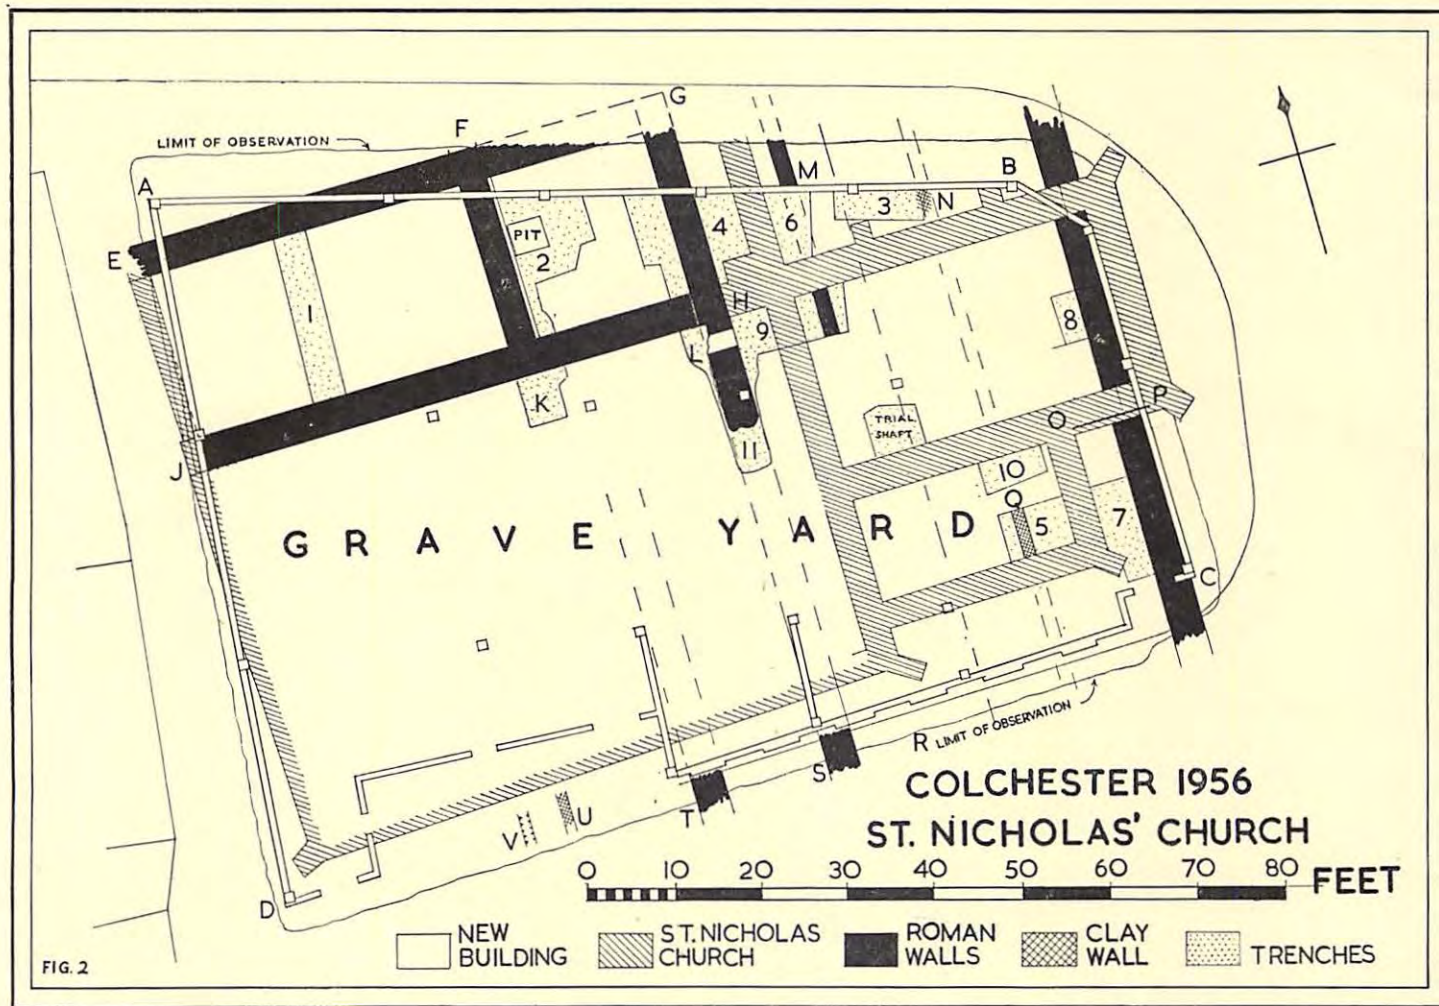 G
F
LIMIT OF OBSERVATION
A
M
B
3
N
PIT
4
6
2
E
1
H
9
8
L
K
TRIAL
SHAFT
O
P
J
11
10
Q
GRAVE YARD
5
7
C
R LIMIT OF OBSERVATION
S
T
U
V
D
COLCHESTER 1956
ST. NICHOLAS' CHURCH
0 10 20 30 40 50 60 70 80 FEET
NEW
BUILDING
ST. NICHOLAS
CHURCH
ROMAN
WALLS
CLAY
WALL
TRENCHES
FIG. 2